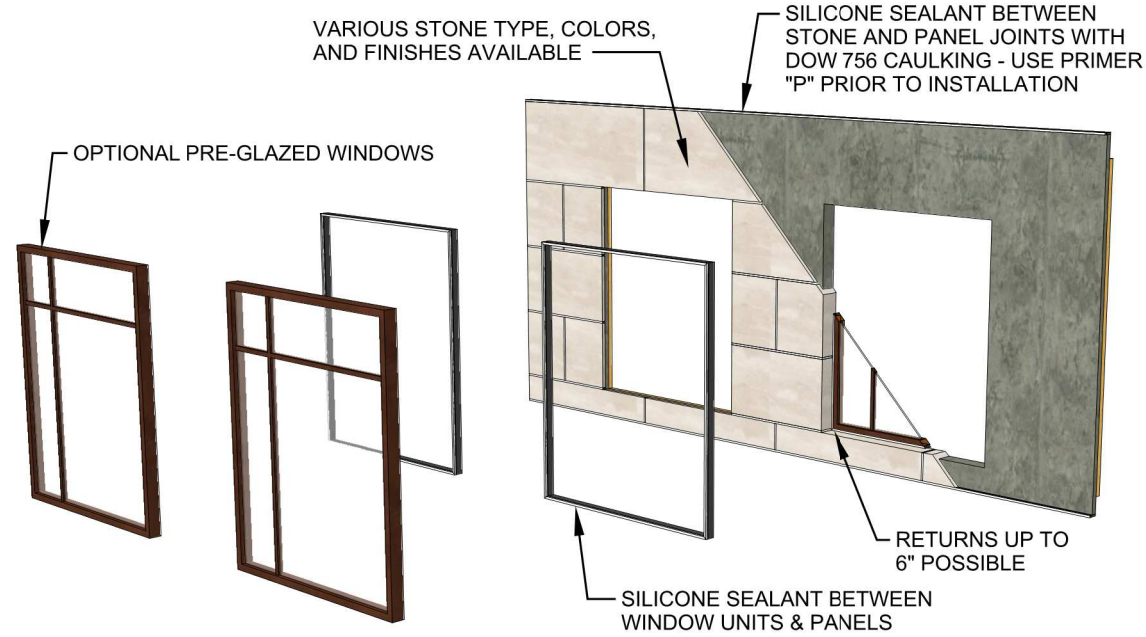 VARIOUS STONE TYPE, COLORS,
AND FINISHES AVAILABLE
SILICONE SEALANT BETWEEN
STONE AND PANEL JOINTS WITH
DOW 756 CAULKING - USE PRIMER
"P" PRIOR TO INSTALLATION
OPTIONAL PRE-GLAZED WINDOWS
RETURNS UP TO
6" POSSIBLE
SILICONE SEALANT BETWEEN
WINDOW UNITS & PANELS